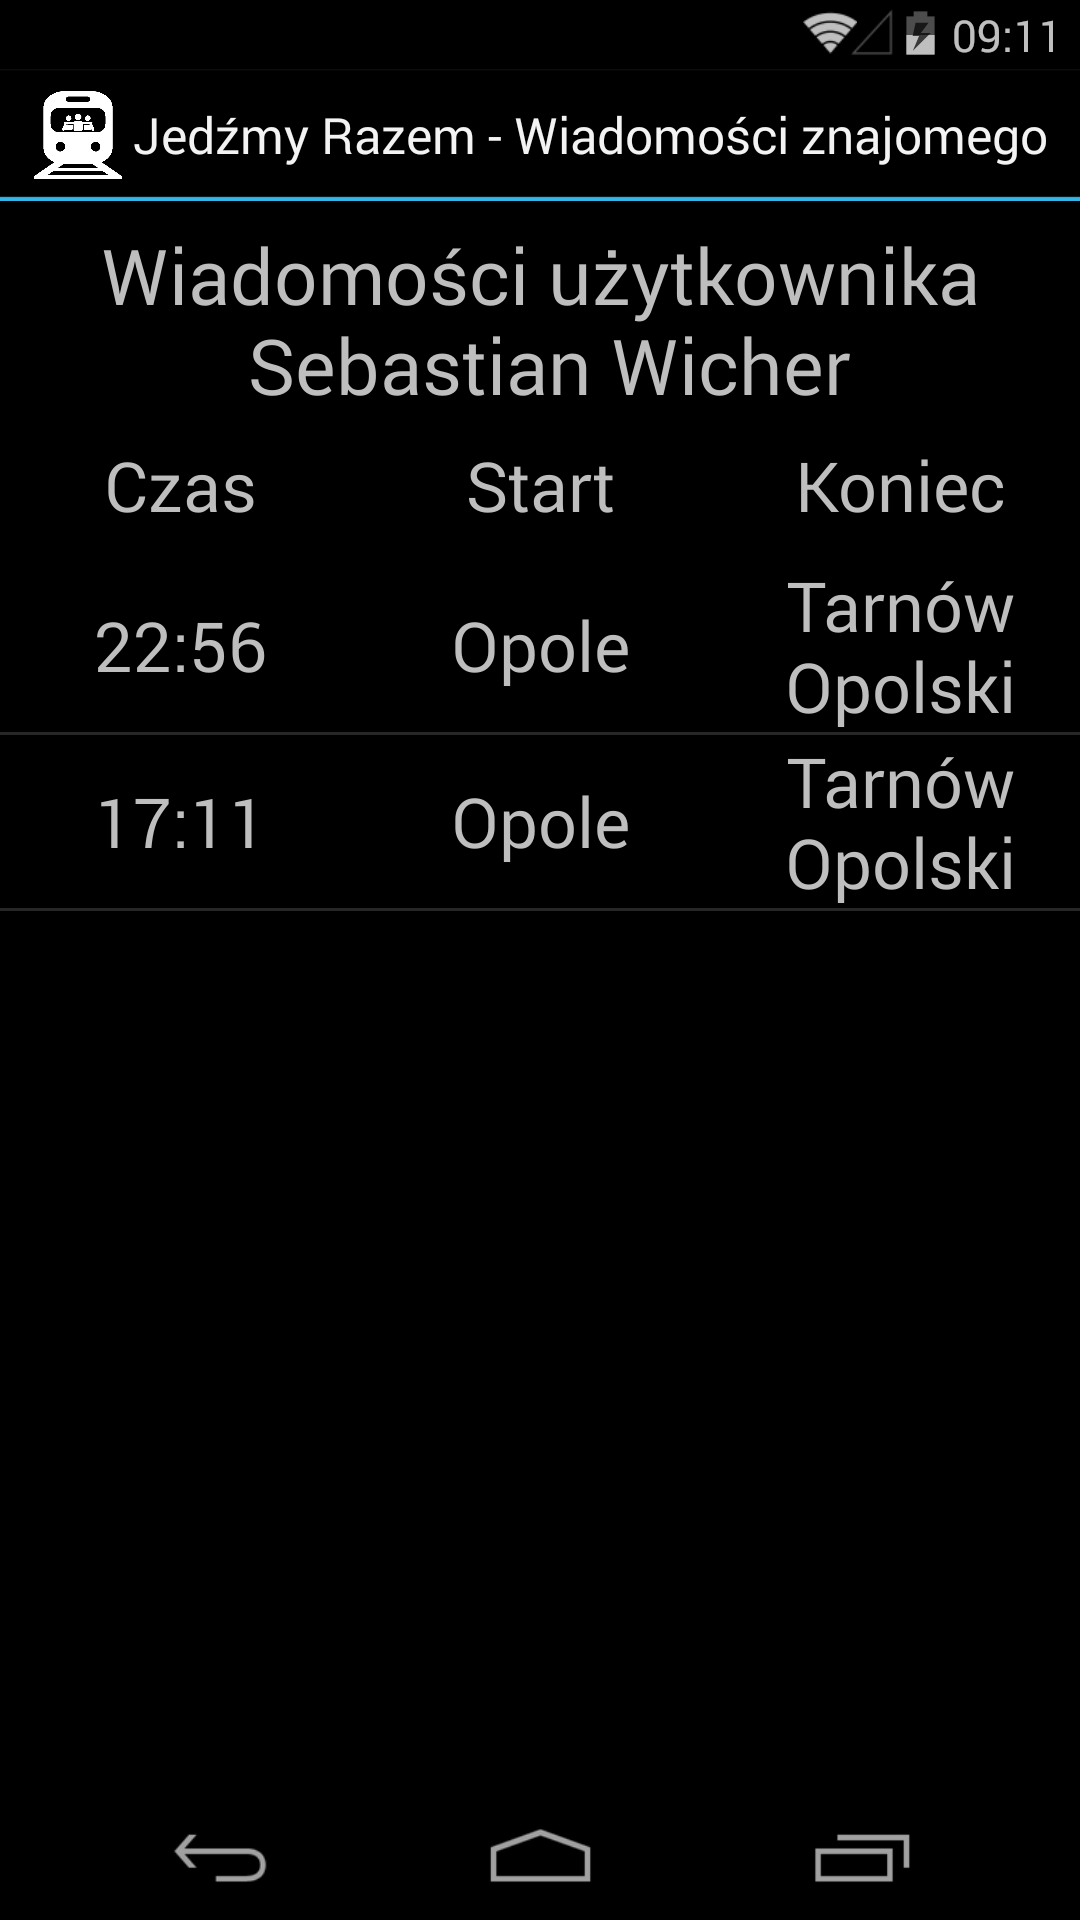 09:11
Jedźmy Razem - Wiadomości znajomego
Wiadomości użytkownika
Sebastian Wicher
Czas Start Koniec
22:56 Opole Tarnów
Opolski
17:11 Opole Tarnów
Opolski